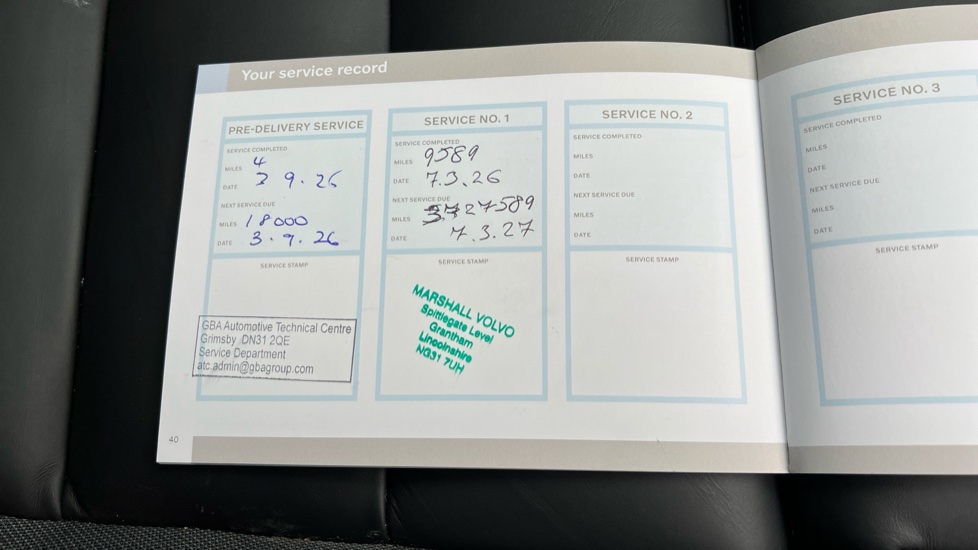 Your service record
PRE-DELIVERY SERVICE
SERVICE COMPLETED
MILES 4
DATE 3 9. 26
NEXT SERVICE DUE
MILES 18000
DATE 3. 9. 26
SERVICE STAMP
GBA Automotive Technical Centre
Grimsby DN31 2QE
Service Department
atc.admin@gbagroup.com
SERVICE NO. 1
SERVICE COMPLETED
MILES 9589
DATE 7.3.26
NEXT SERVICE DUE
MILES 27589
DATE 7.3.27
SERVICE STAMP
MARSHALL VOLVO
Spittlegate Level
Grantham
Lincolnshire
NG31 7UH
SERVICE NO. 2
SERVICE COMPLETED
MILES
DATE
NEXT SERVICE DUE
MILES
DATE
SERVICE STAMP
SERVICE NO. 3
SERVICE COMPLETED
MILES
DATE
NEXT SERVICE DUE
MILES
DATE
SERVICE STAMP
40